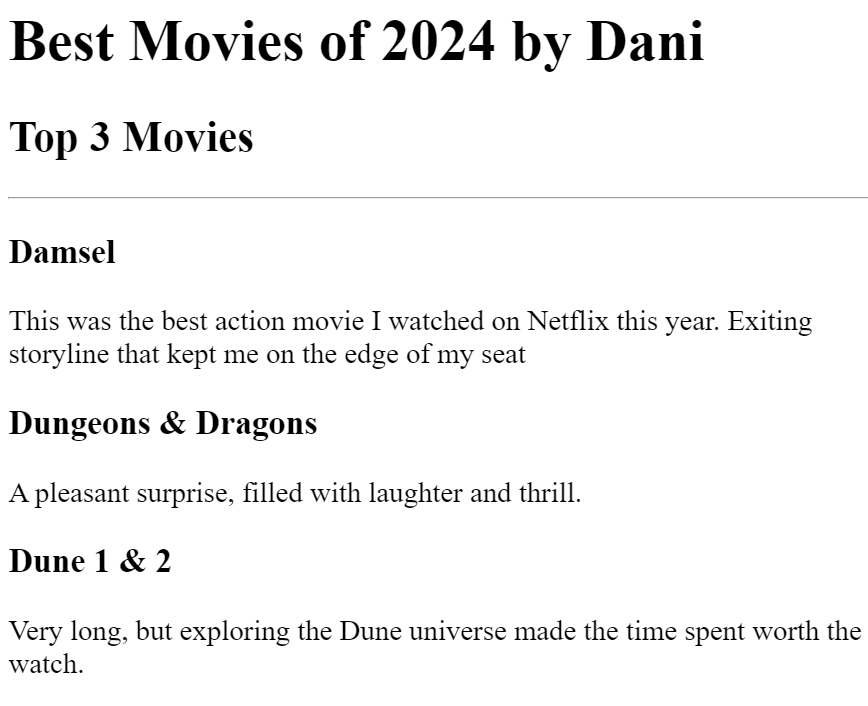 Best Movies of 2024 by Dani
Top 3 Movies
Damsel
This was the best action movie I watched on Netflix this year. Exiting
storyline that kept me on the edge of my seat
Dungeons & Dragons
A pleasant surprise, filled with laughter and thrill.
Dune 1 & 2
Very long, but exploring the Dune universe made the time spent worth the
watch.